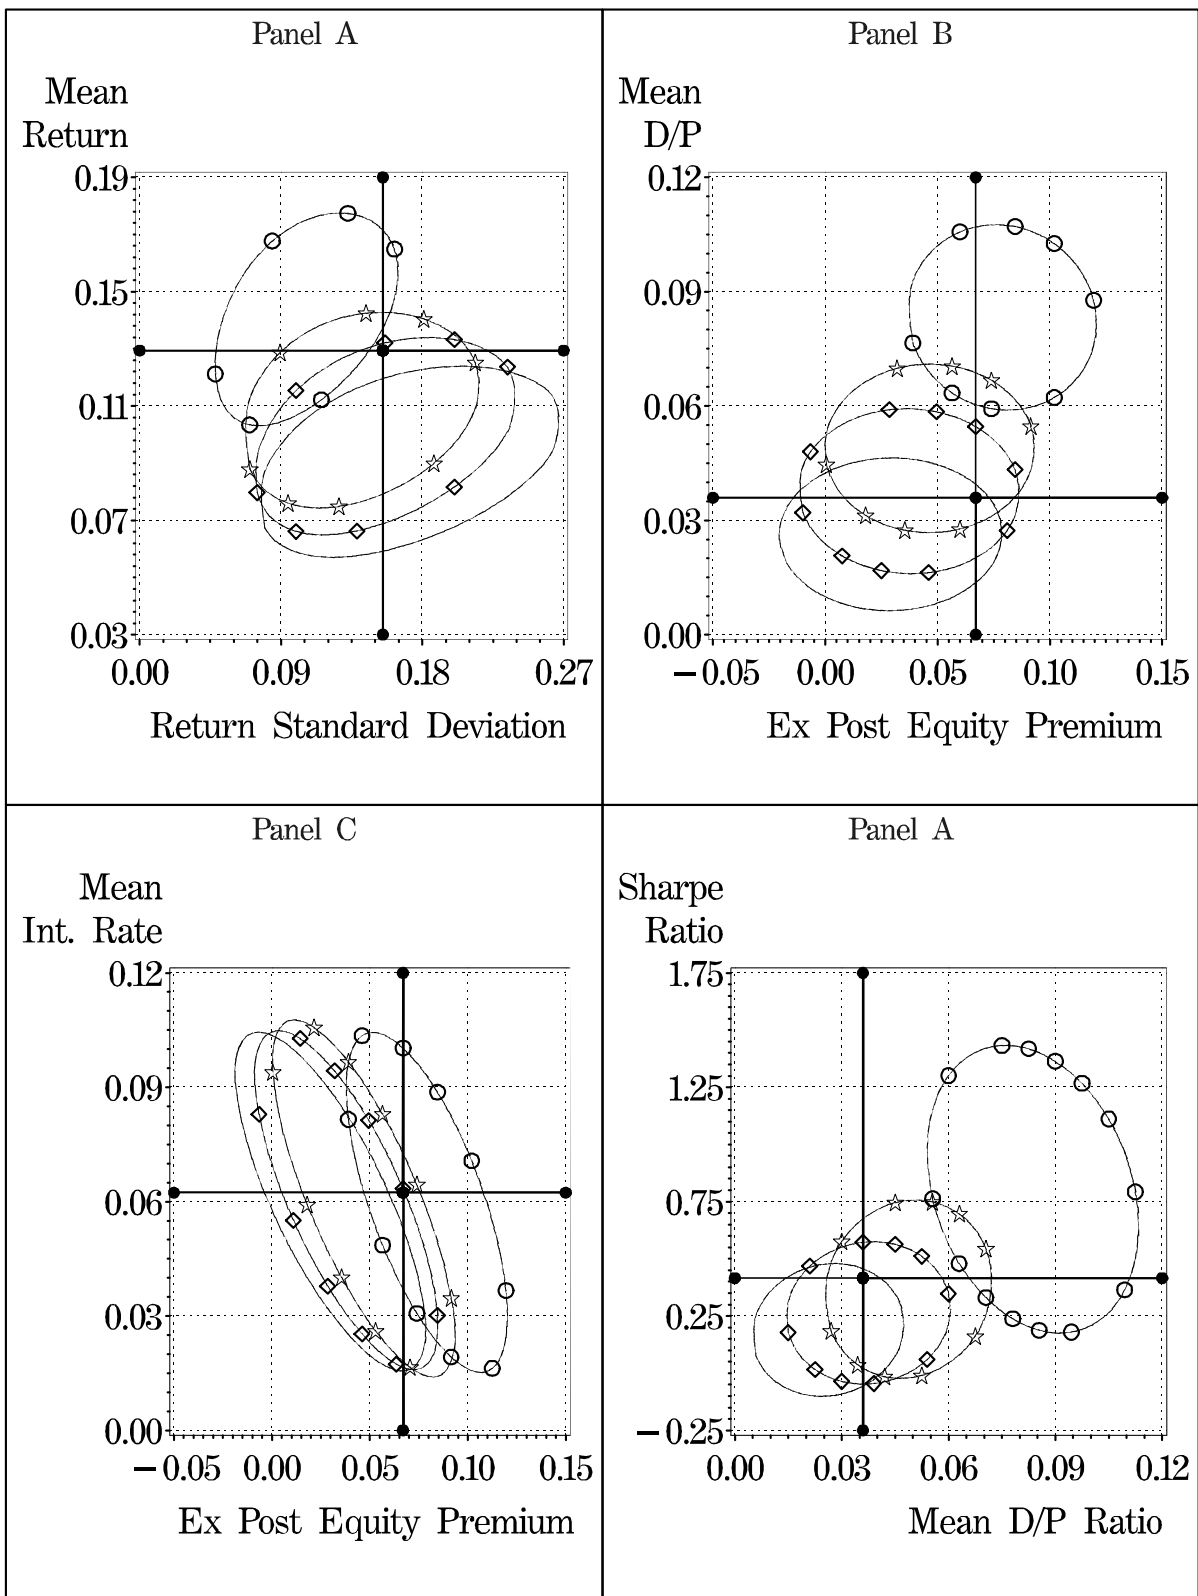 Panel A
Mean
Return
0.19
0.15
0.11
0.07
0.03
0.00 0.09 0.18 0.27
Return Standard Deviation
Panel B
Mean
D/P
0.12
0.09
0.06
0.03
0.00
−0.05 0.00 0.05 0.10 0.15
Ex Post Equity Premium
Panel C
Mean
Int. Rate
0.12
0.09
0.06
0.03
0.00
−0.05 0.00 0.05 0.10 0.15
Ex Post Equity Premium
Panel A
Sharpe
Ratio
1.75
1.25
0.75
0.25
−0.25
0.00 0.03 0.06 0.09 0.12
Mean D/P Ratio